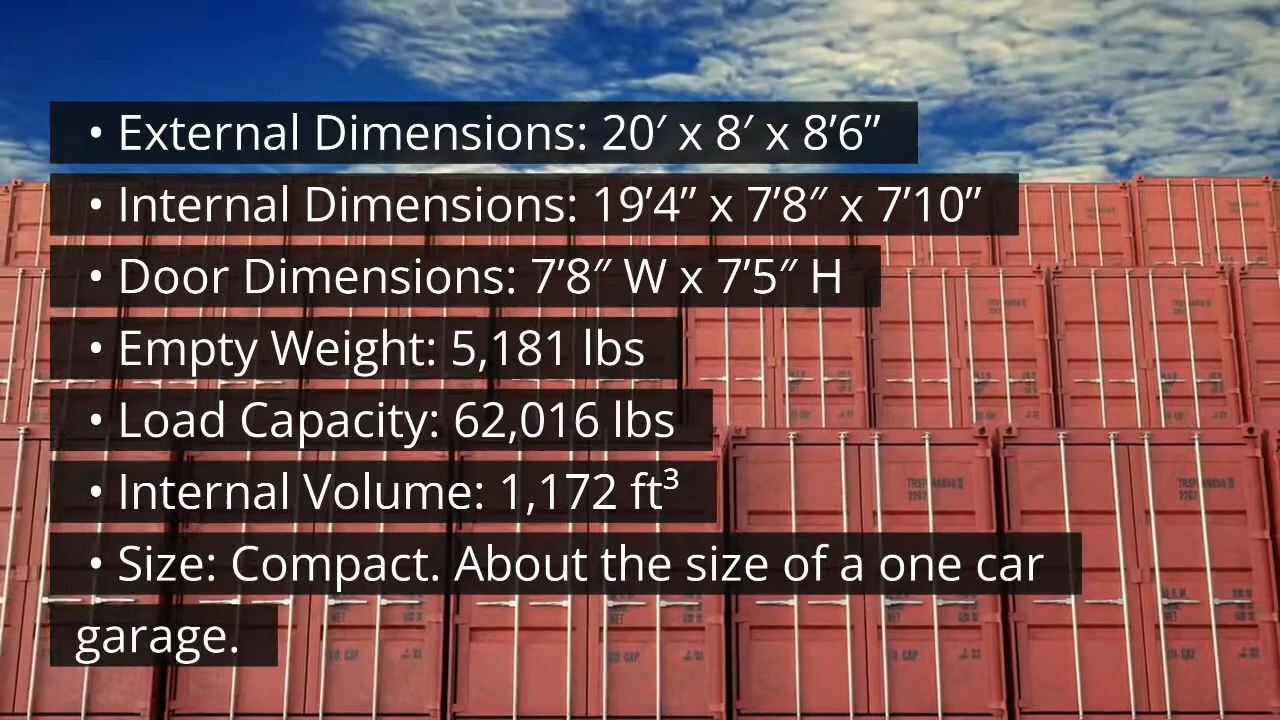 • External Dimensions: 20′ x 8′ x 8’6”
• Internal Dimensions: 19’4” x 7’8″ x 7’10”
• Door Dimensions: 7’8″ W x 7’5″ H
• Empty Weight: 5,181 lbs
• Load Capacity: 62,016 lbs
• Internal Volume: 1,172 ft³
• Size: Compact. About the size of a one car
garage.